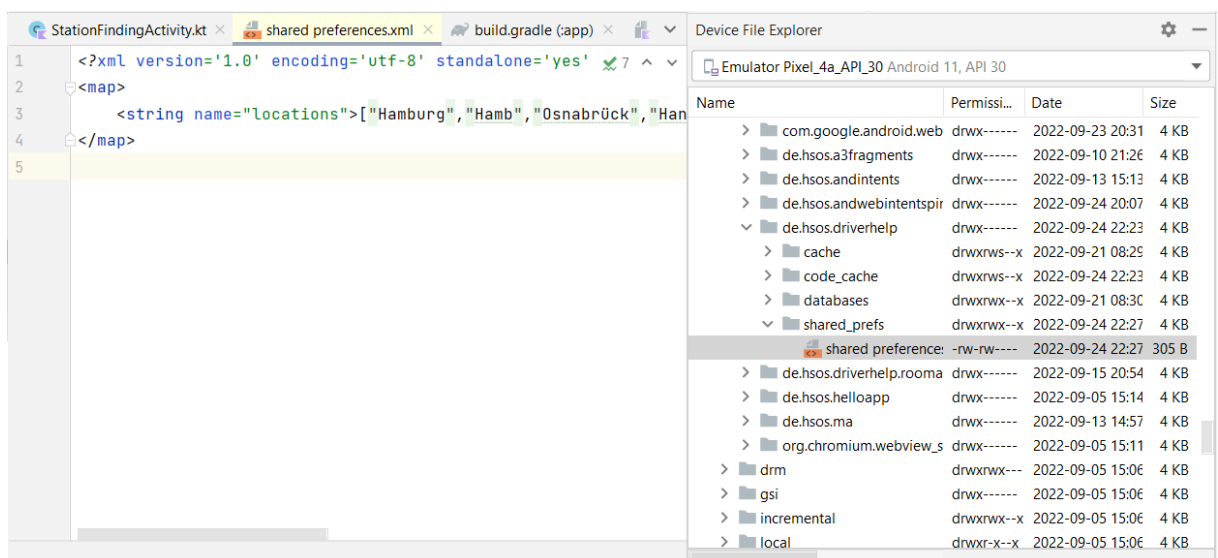 StationFindingActivity.kt × shared preferences.xml × build.gradle (:app) ×
1 <?xml version='1.0' encoding='utf-8' standalone='yes' 7
2 <map>
3 <string name="locations">["Hamburg","Hamb","Osnabrück","Han
4 </map>
5
Device File Explorer
Emulator Pixel_4a_API_30 Android 11, API 30
Name Permissi... Date Size
com.google.android.web drwx------ 2022-09-23 20:31 4 KB
de.hsos.a3fragments drwx------ 2022-09-10 21:26 4 KB
de.hsos.andintents drwx------ 2022-09-13 15:13 4 KB
de.hsos.andwebintentspir drwx------ 2022-09-24 20:07 4 KB
de.hsos.driverhelp drwx------ 2022-09-24 22:23 4 KB
cache drwxrws--x 2022-09-21 08:29 4 KB
code_cache drwxrws--x 2022-09-24 22:23 4 KB
databases drwxrwx--x 2022-09-21 08:30 4 KB
shared_prefs drwxrwx--x 2022-09-24 22:27 4 KB
shared preferences -rw-rw---- 2022-09-24 22:27 305 B
de.hsos.driverhelp.rooma drwx------ 2022-09-15 20:54 4 KB
de.hsos.helloapp drwx------ 2022-09-05 15:14 4 KB
de.hsos.ma drwx------ 2022-09-13 14:57 4 KB
org.chromium.webview_s drwx------ 2022-09-05 15:11 4 KB
drm drwxrwx--- 2022-09-05 15:06 4 KB
gsi drwx------ 2022-09-05 15:06 4 KB
incremental drwxrwx--x 2022-09-05 15:06 4 KB
local drwxr-x--x 2022-09-05 15:06 4 KB